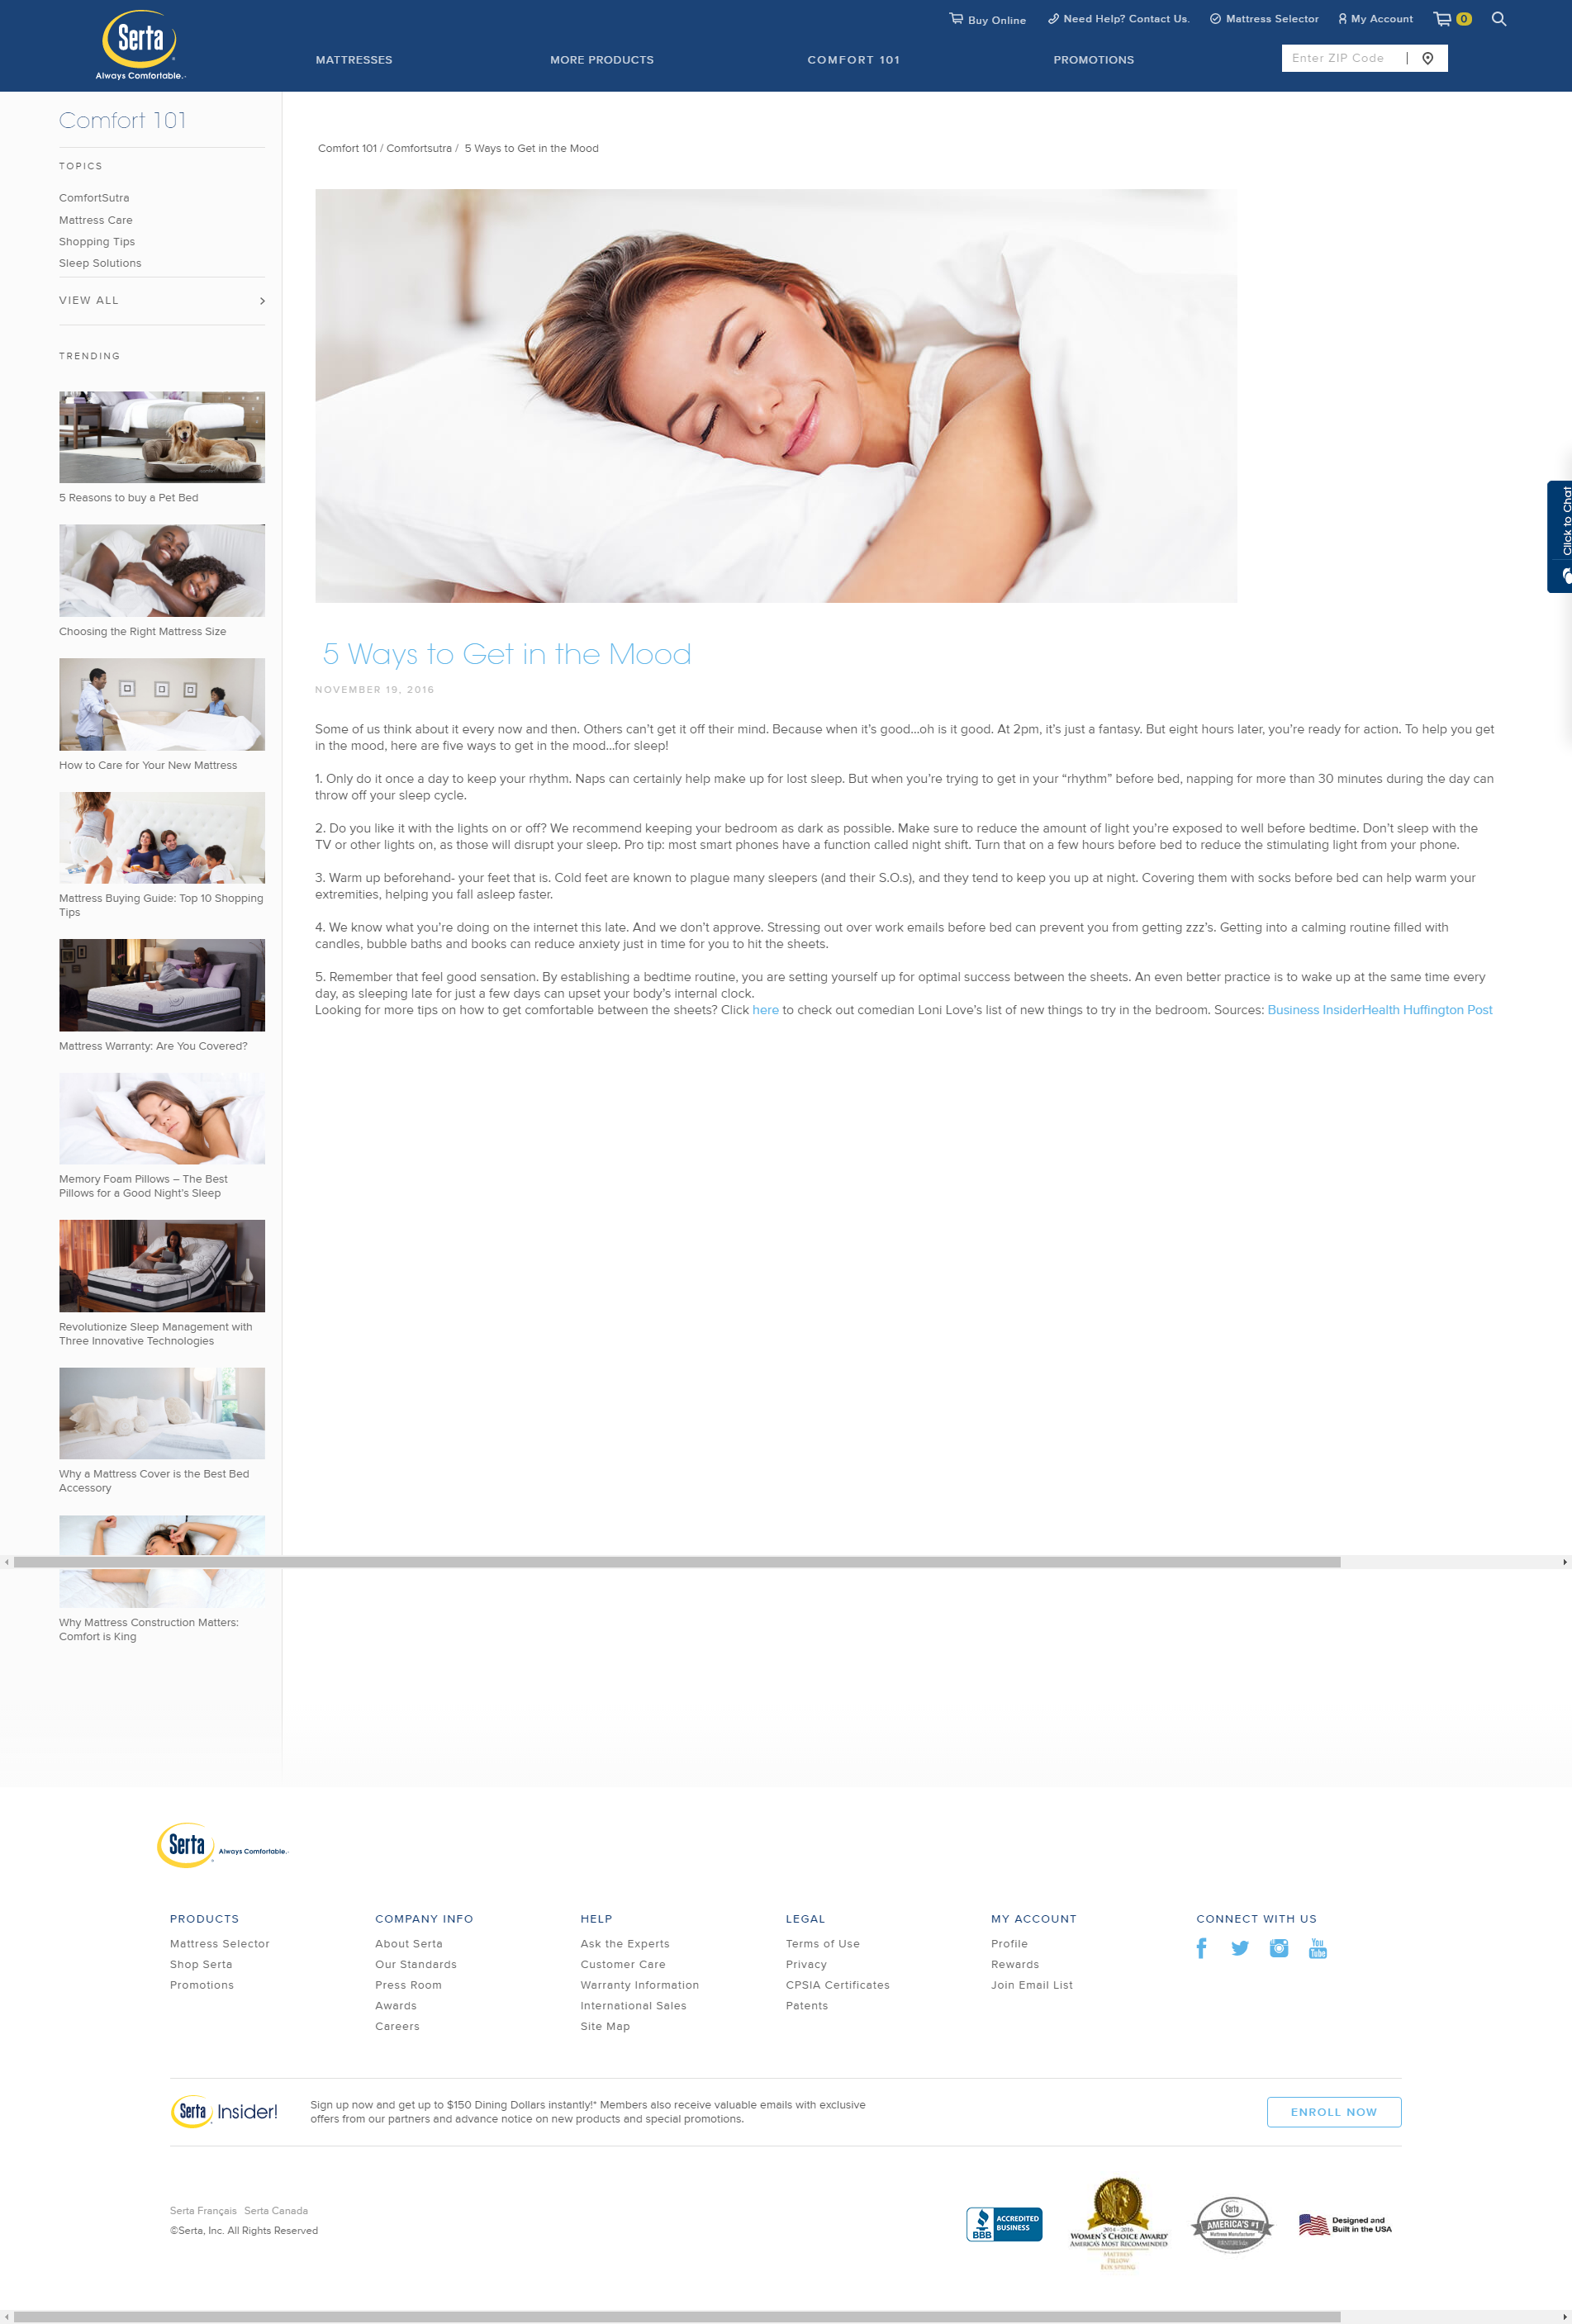 Serta
Always Comfortable.
Buy Online
Need Help? Contact Us.
Mattress Selector
My Account
0
MATTRESSES
MORE PRODUCTS
COMFORT 101
PROMOTIONS
Enter ZIP Code
Comfort 101
TOPICS
ComfortSutra
Mattress Care
Shopping Tips
Sleep Solutions
VIEW ALL
TRENDING
5 Reasons to buy a Pet Bed
Choosing the Right Mattress Size
How to Care for Your New Mattress
Mattress Buying Guide: Top 10 Shopping
Tips
Mattress Warranty: Are You Covered?
Memory Foam Pillows – The Best
Pillows for a Good Night's Sleep
Revolutionize Sleep Management with
Three Innovative Technologies
Why a Mattress Cover is the Best Bed
Accessory
Why Mattress Construction Matters:
Comfort is King
Comfort 101 / Comfortsutra / 5 Ways to Get in the Mood
Click to Chat
5 Ways to Get in the Mood
NOVEMBER 19, 2016
Some of us think about it every now and then. Others can't get it off their mind. Because when it's good...oh is it good. At 2pm, it's just a fantasy. But eight hours later, you're ready for action. To help you get
in the mood, here are five ways to get in the mood...for sleep!
1. Only do it once a day to keep your rhythm. Naps can certainly help make up for lost sleep. But when you're trying to get in your “rhythm” before bed, napping for more than 30 minutes during the day can
throw off your sleep cycle.
2. Do you like it with the lights on or off? We recommend keeping your bedroom as dark as possible. Make sure to reduce the amount of light you're exposed to well before bedtime. Don't sleep with the
TV or other lights on, as those will disrupt your sleep. Pro tip: most smart phones have a function called night shift. Turn that on a few hours before bed to reduce the stimulating light from your phone.
3. Warm up beforehand- your feet that is. Cold feet are known to plague many sleepers (and their S.O.s), and they tend to keep you up at night. Covering them with socks before bed can help warm your
extremities, helping you fall asleep faster.
4. We know what you're doing on the internet this late. And we don't approve. Stressing out over work emails before bed can prevent you from getting zzz's. Getting into a calming routine filled with
candles, bubble baths and books can reduce anxiety just in time for you to hit the sheets.
5. Remember that feel good sensation. By establishing a bedtime routine, you are setting yourself up for optimal success between the sheets. An even better practice is to wake up at the same time every
day, as sleeping late for just a few days can upset your body's internal clock.
Looking for more tips on how to get comfortable between the sheets? Click here to check out comedian Loni Love's list of new things to try in the bedroom. Sources: Business InsiderHealth Huffington Post
Serta Always Comfortable.
PRODUCTS
Mattress Selector
Shop Serta
Promotions
COMPANY INFO
About Serta
Our Standards
Press Room
Awards
Careers
HELP
Ask the Experts
Customer Care
Warranty Information
International Sales
Site Map
LEGAL
Terms of Use
Privacy
CPSIA Certificates
Patents
MY ACCOUNT
Profile
Rewards
Join Email List
CONNECT WITH US
You
Tube
Serta Insider!
Sign up now and get up to $150 Dining Dollars instantly!* Members also receive valuable emails with exclusive
offers from our partners and advance notice on new products and special promotions.
ENROLL NOW
Serta Français Serta Canada
©Serta, Inc. All Rights Reserved
BBB
ACCREDITED
BUSINESS
2014 - 2016
WOMEN'S CHOICE AWARD
AMERICA'S MOST RECOMMENDED
MATTRESS
PILLOW
BOX SPRING
Serta
AMERICA'S #1
Mattress Manufacturer
Designed and
Built in the USA